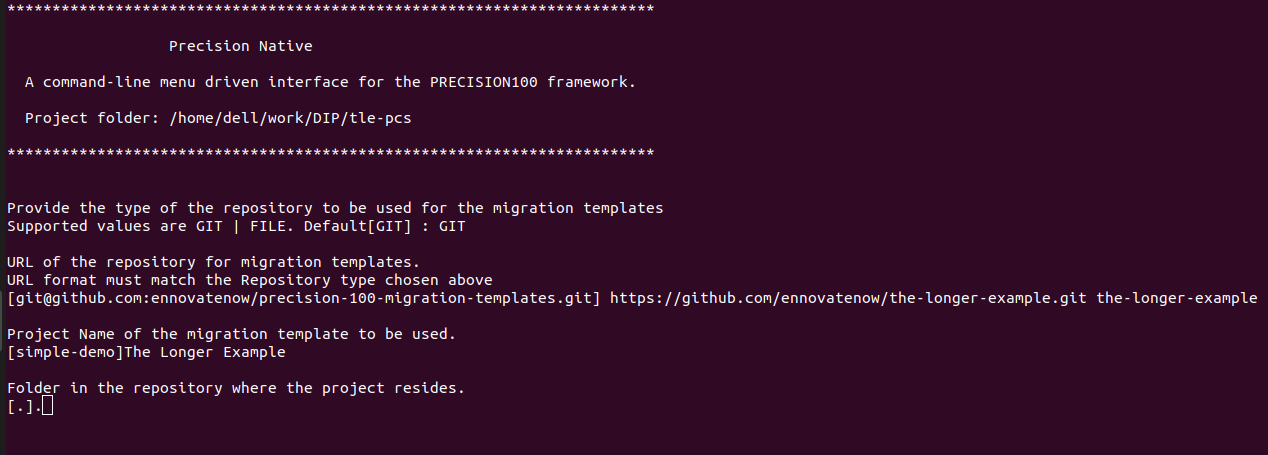 ************************************************************************
Precision Native
A command-line menu driven interface for the PRECISION100 framework.
Project folder: /home/dell/work/DIP/tle-pcs
************************************************************************
Provide the type of the repository to be used for the migration templates
Supported values are GIT | FILE. Default[GIT] : GIT
URL of the repository for migration templates.
URL format must match the Repository type chosen above
[git@github.com:ennovatenow/precision-100-migration-templates.git] https://github.com/ennovatenow/the-longer-example.git the-longer-example
Project Name of the migration template to be used.
[simple-demo]The Longer Example
Folder in the repository where the project resides.
[.].